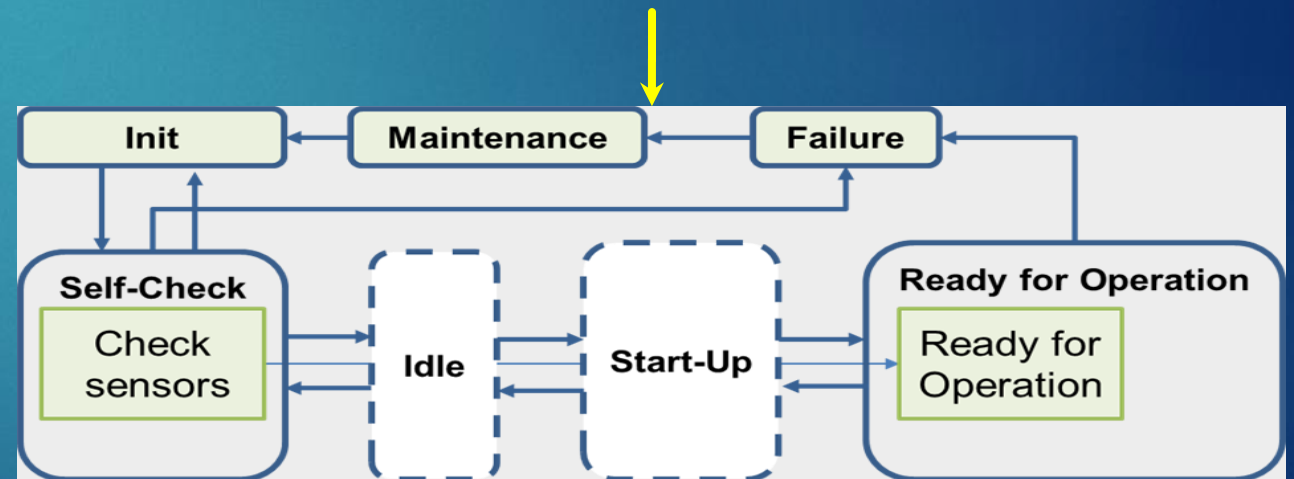 Init
Maintenance
Failure
Self-Check
Check
sensors
Idle
Start-Up
Ready for Operation
Ready for
Operation